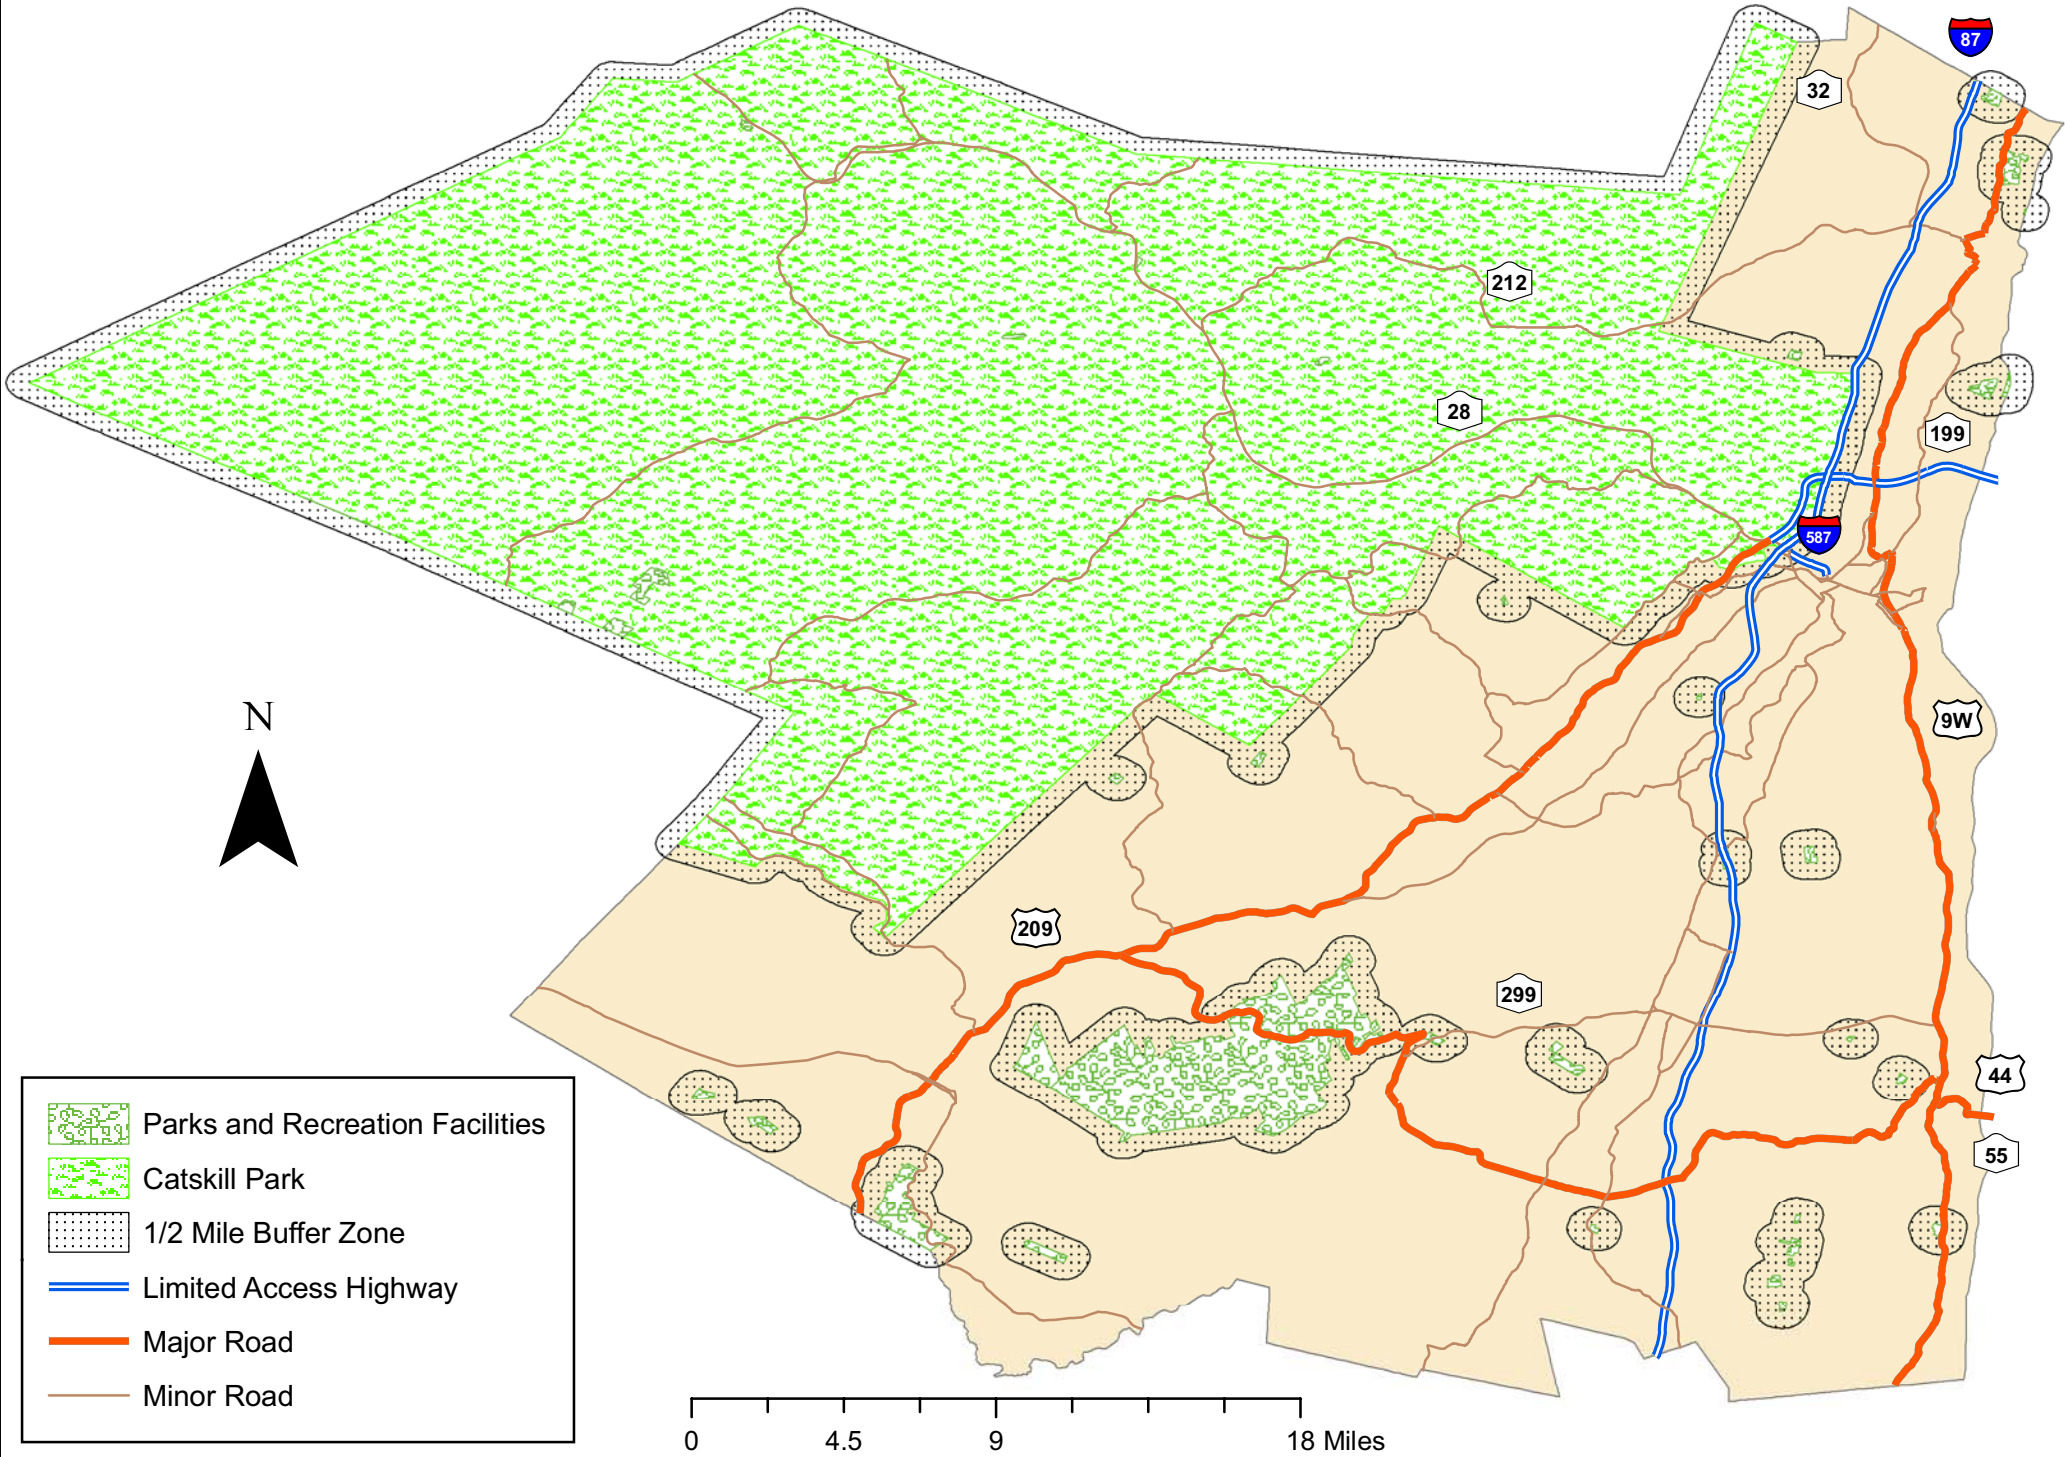 87
32
212
28
199
587
N
9W
209
299
44
55
Parks and Recreation Facilities
Catskill Park
1/2 Mile Buffer Zone
Limited Access Highway
Major Road
Minor Road
0 4.5 9 18 Miles